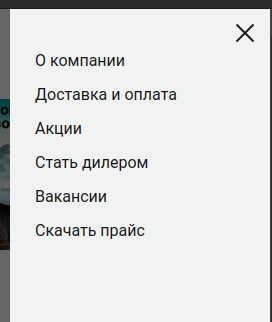 О компании
Доставка и оплата
Акции
Стать дилером
Вакансии
Скачать прайс